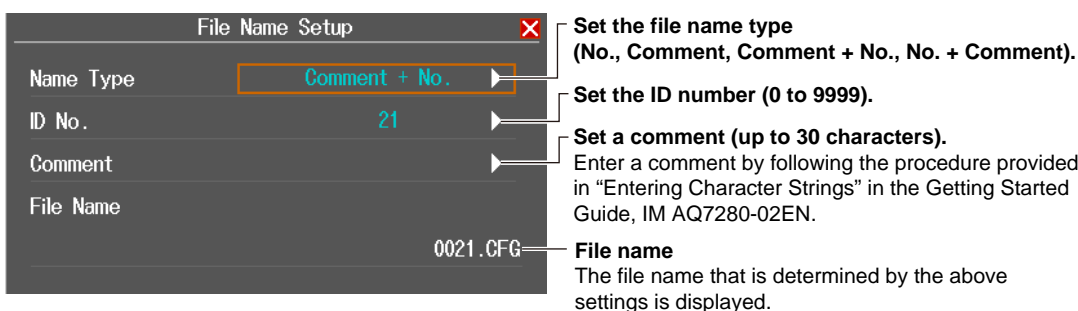 File Name Setup
Name Type
Comment + No.
ID No.
21
Comment
File Name
0021.CFG
Set the file name type
(No., Comment, Comment + No., No. + Comment).
Set the ID number (0 to 9999).
Set a comment (up to 30 characters).
Enter a comment by following the procedure provided
in “Entering Character Strings” in the Getting Started
Guide, IM AQ7280-02EN.
File name
The file name that is determined by the above
settings is displayed.